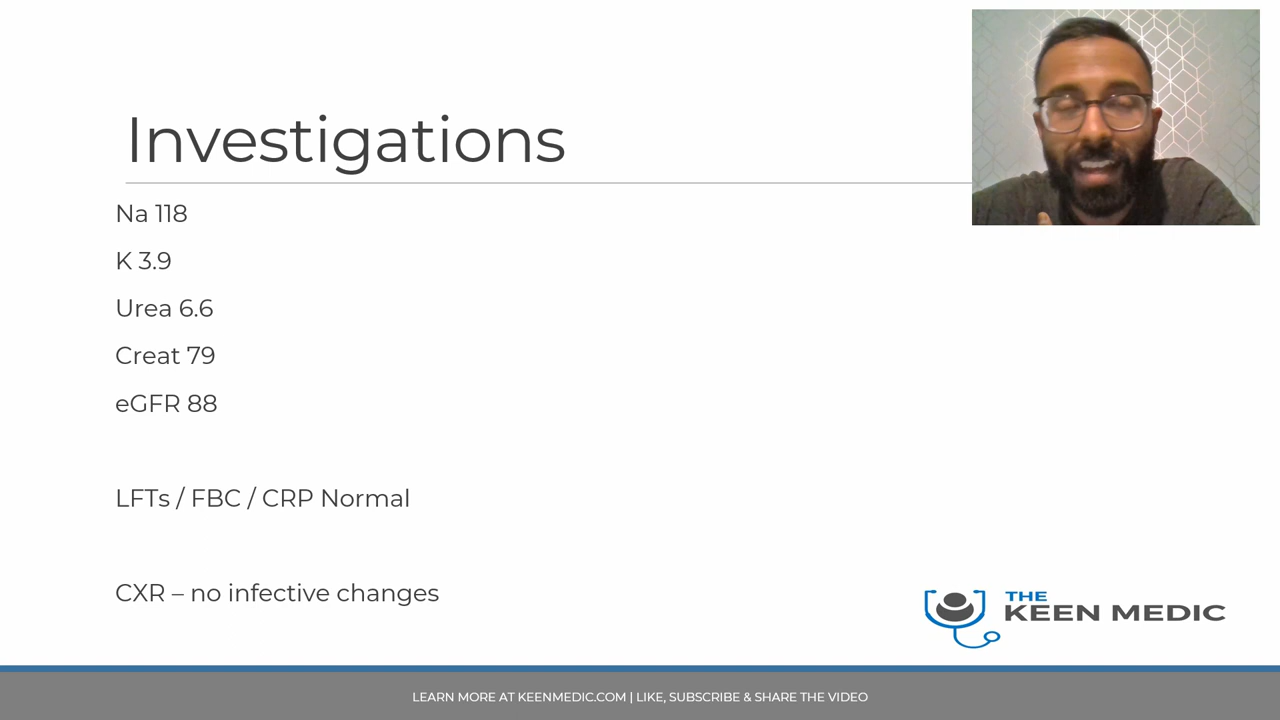 Investigations
Na 118
K 3.9
Urea 6.6
Creat 79
eGFR 88
LFTs / FBC / CRP Normal
CXR – no infective changes
THE
KEEN MEDIC
LEARN MORE AT KEENMEDIC.COM | LIKE, SUBSCRIBE & SHARE THE VIDEO